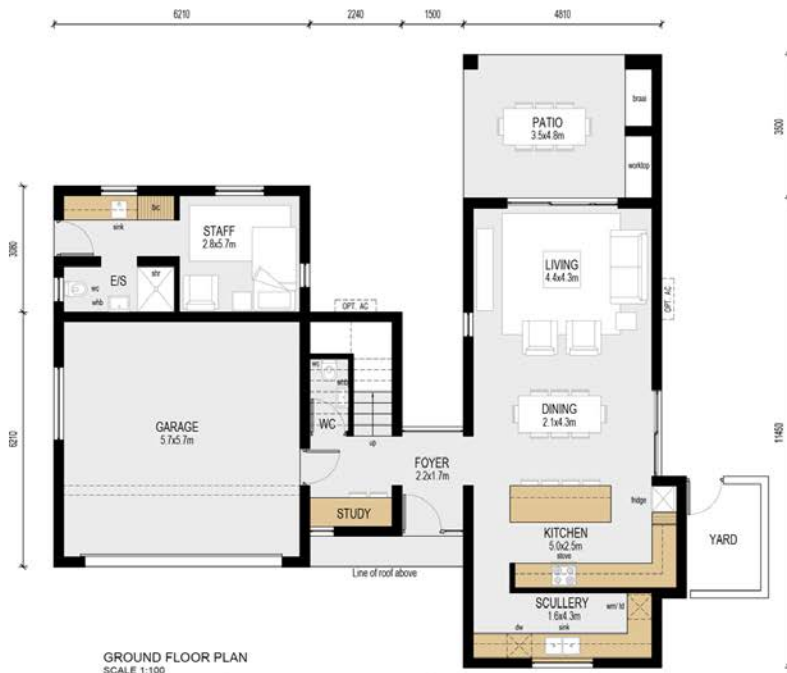 6210
2240
1500
4810
3500
11450
3080
6210
PATIO
3.5x4.8m
braai
worktop
bic
sink
STAFF
2.8x5.7m
E/S
shr
wc
whb
OPT. AC
LIVING
4.4x4.3m
OPT. AC
GARAGE
5.7x5.7m
wc
whb
WC
up
DINING
2.1x4.3m
FOYER
2.2x1.7m
STUDY
Line of roof above
fridge
KITCHEN
5.0x2.5m
stove
YARD
SCULLERY
1.6x4.3m
wm/ td
dw
sink
GROUND FLOOR PLAN
SCALE 1:100